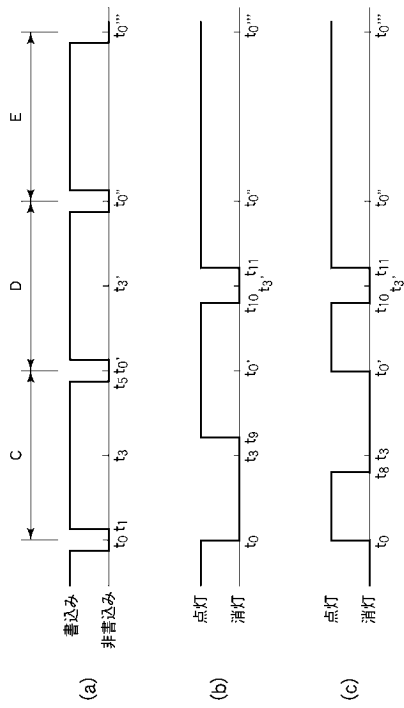 C D E
書込み
非書込み
(a)
t0 t1 t3 t5 t0' t3' t0'' t0'''
点灯
消灯
(b)
t0 t3 t9 t0' t10 t3' t11 t0'' t0'''
点灯
消灯
(c)
t0 t8 t3 t0' t10 t3' t11 t0'' t0'''